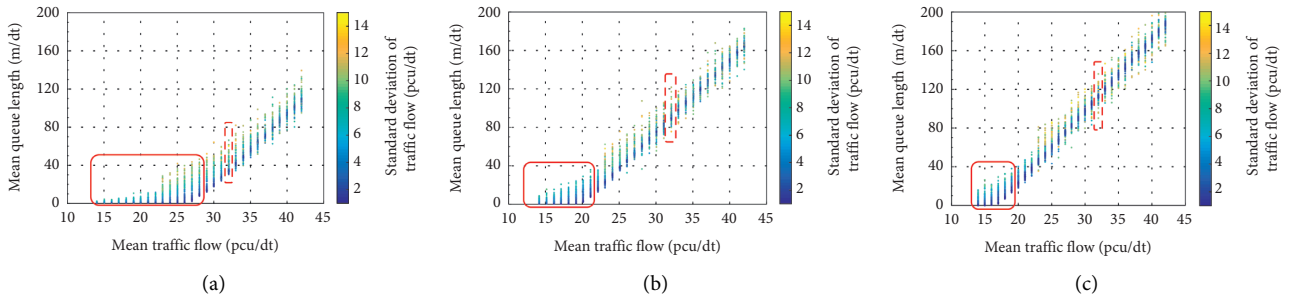 200
160
120
80
40
0
Mean queue length (m/dt)
10 15 20 25 30 35 40 45
Mean traffic flow (pcu/dt)
14
12
10
8
6
4
2
Standard deviation of
traffic flow (pcu/dt)
(a)
200
160
120
80
40
0
Mean queue length (m/dt)
10 15 20 25 30 35 40 45
Mean traffic flow (pcu/dt)
14
12
10
8
6
4
2
Standard deviation of
traffic flow (pcu/dt)
(b)
200
160
120
80
40
0
Mean queue length (m/dt)
10 15 20 25 30 35 40 45
Mean traffic flow (pcu/dt)
14
12
10
8
6
4
2
Standard deviation of
traffic flow (pcu/dt)
(c)